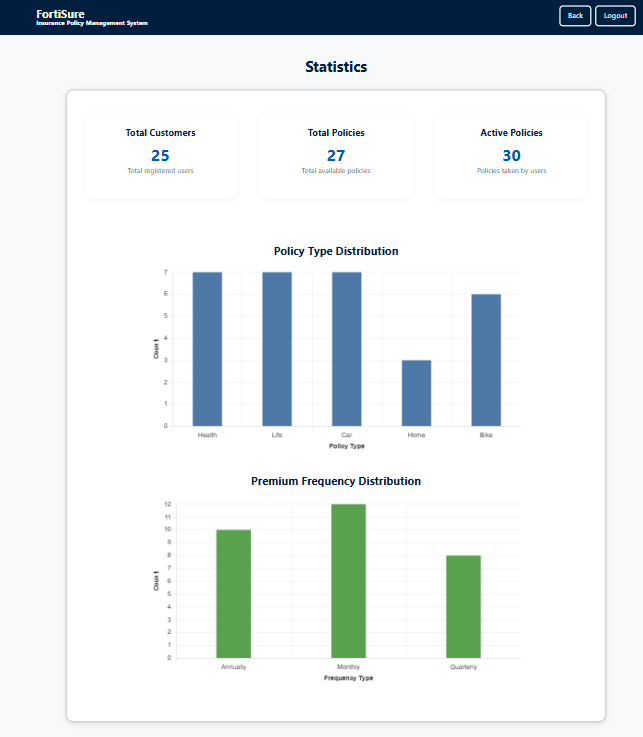 FortiSure
Insurance Policy Management System
Back
Logout
Statistics
Total Customers
25
Total registered users
Total Policies
27
Total available policies
Active Policies
30
Policies taken by users
Policy Type Distribution
7
6
5
4
3
2
1
0
Count
Health
Life
Car
Home
Bike
Policy Type
Premium Frequency Distribution
12
11
10
9
8
7
6
5
4
3
2
1
0
Count
Annually
Monthly
Quarterly
Frequency Type